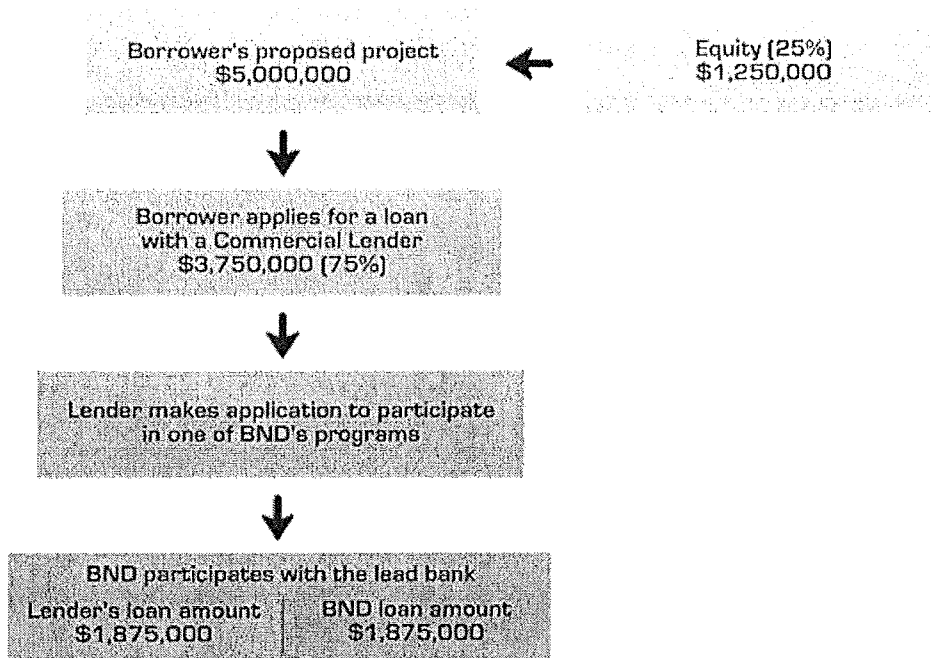 Borrower's proposed project
$5,000,000
Equity (25%)
$1,250,000
Borrower applies for a loan
with a Commercial Lender
$3,750,000 (75%)
Lender makes application to participate
in one of BND's programs
BND participates with the lead bank
Lender's loan amount
$1,875,000
BND loan amount
$1,875,000